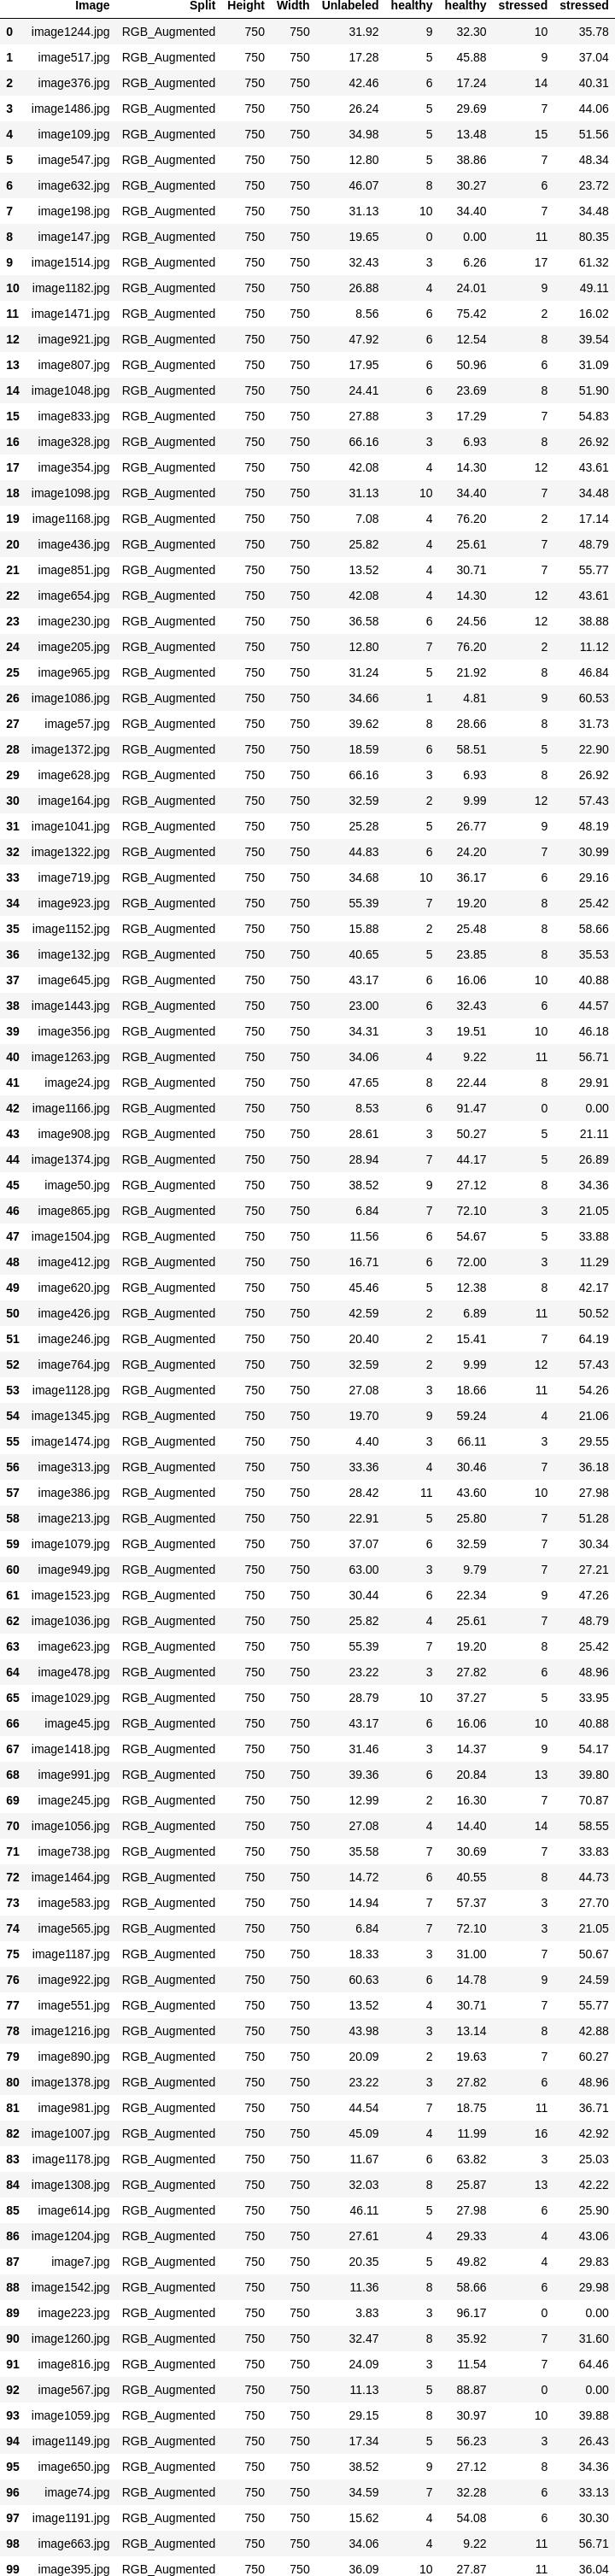 Image Split Height Width Unlabeled healthy healthy stressed stressed
0 image1244.jpg RGB_Augmented 750 750 31.92 9 32.30 10 35.78
1 image517.jpg RGB_Augmented 750 750 17.28 5 45.88 9 37.04
2 image376.jpg RGB_Augmented 750 750 42.46 6 17.24 14 40.31
3 image1486.jpg RGB_Augmented 750 750 26.24 5 29.69 7 44.06
4 image109.jpg RGB_Augmented 750 750 34.98 5 13.48 15 51.56
5 image547.jpg RGB_Augmented 750 750 12.80 5 38.86 7 48.34
6 image632.jpg RGB_Augmented 750 750 46.07 8 30.27 6 23.72
7 image198.jpg RGB_Augmented 750 750 31.13 10 34.40 7 34.48
8 image147.jpg RGB_Augmented 750 750 19.65 0 0.00 11 80.35
9 image1514.jpg RGB_Augmented 750 750 32.43 3 6.26 17 61.32
10 image1182.jpg RGB_Augmented 750 750 26.88 4 24.01 9 49.11
11 image1471.jpg RGB_Augmented 750 750 8.56 6 75.42 2 16.02
12 image921.jpg RGB_Augmented 750 750 47.92 6 12.54 8 39.54
13 image807.jpg RGB_Augmented 750 750 17.95 6 50.96 6 31.09
14 image1048.jpg RGB_Augmented 750 750 24.41 6 23.69 8 51.90
15 image833.jpg RGB_Augmented 750 750 27.88 3 17.29 7 54.83
16 image328.jpg RGB_Augmented 750 750 66.16 3 6.93 8 26.92
17 image354.jpg RGB_Augmented 750 750 42.08 4 14.30 12 43.61
18 image1098.jpg RGB_Augmented 750 750 31.13 10 34.40 7 34.48
19 image1168.jpg RGB_Augmented 750 750 7.08 4 76.20 2 17.14
20 image436.jpg RGB_Augmented 750 750 25.82 4 25.61 7 48.79
21 image851.jpg RGB_Augmented 750 750 13.52 4 30.71 7 55.77
22 image654.jpg RGB_Augmented 750 750 42.08 4 14.30 12 43.61
23 image230.jpg RGB_Augmented 750 750 36.58 6 24.56 12 38.88
24 image205.jpg RGB_Augmented 750 750 12.80 7 76.20 2 11.12
25 image965.jpg RGB_Augmented 750 750 31.24 5 21.92 8 46.84
26 image1086.jpg RGB_Augmented 750 750 34.66 1 4.81 9 60.53
27 image57.jpg RGB_Augmented 750 750 39.62 8 28.66 8 31.73
28 image1372.jpg RGB_Augmented 750 750 18.59 6 58.51 5 22.90
29 image628.jpg RGB_Augmented 750 750 66.16 3 6.93 8 26.92
30 image164.jpg RGB_Augmented 750 750 32.59 2 9.99 12 57.43
31 image1041.jpg RGB_Augmented 750 750 25.28 5 26.77 9 48.19
32 image1322.jpg RGB_Augmented 750 750 44.83 6 24.20 7 30.99
33 image719.jpg RGB_Augmented 750 750 34.68 10 36.17 6 29.16
34 image923.jpg RGB_Augmented 750 750 55.39 7 19.20 8 25.42
35 image1152.jpg RGB_Augmented 750 750 15.88 2 25.48 8 58.66
36 image132.jpg RGB_Augmented 750 750 40.65 5 23.85 8 35.53
37 image645.jpg RGB_Augmented 750 750 43.17 6 16.06 10 40.88
38 image1443.jpg RGB_Augmented 750 750 23.00 6 32.43 6 44.57
39 image356.jpg RGB_Augmented 750 750 34.31 3 19.51 10 46.18
40 image1263.jpg RGB_Augmented 750 750 34.06 4 9.22 11 56.71
41 image24.jpg RGB_Augmented 750 750 47.65 8 22.44 8 29.91
42 image1166.jpg RGB_Augmented 750 750 8.53 6 91.47 0 0.00
43 image908.jpg RGB_Augmented 750 750 28.61 3 50.27 5 21.11
44 image1374.jpg RGB_Augmented 750 750 28.94 7 44.17 5 26.89
45 image50.jpg RGB_Augmented 750 750 38.52 9 27.12 8 34.36
46 image865.jpg RGB_Augmented 750 750 6.84 7 72.10 3 21.05
47 image1504.jpg RGB_Augmented 750 750 11.56 6 54.67 5 33.88
48 image412.jpg RGB_Augmented 750 750 16.71 6 72.00 3 11.29
49 image620.jpg RGB_Augmented 750 750 45.46 5 12.38 8 42.17
50 image426.jpg RGB_Augmented 750 750 42.59 2 6.89 11 50.52
51 image246.jpg RGB_Augmented 750 750 20.40 2 15.41 7 64.19
52 image764.jpg RGB_Augmented 750 750 32.59 2 9.99 12 57.43
53 image1128.jpg RGB_Augmented 750 750 27.08 3 18.66 11 54.26
54 image1345.jpg RGB_Augmented 750 750 19.70 9 59.24 4 21.06
55 image1474.jpg RGB_Augmented 750 750 4.40 3 66.11 3 29.55
56 image313.jpg RGB_Augmented 750 750 33.36 4 30.46 7 36.18
57 image386.jpg RGB_Augmented 750 750 28.42 11 43.60 10 27.98
58 image213.jpg RGB_Augmented 750 750 22.91 5 25.80 7 51.28
59 image1079.jpg RGB_Augmented 750 750 37.07 6 32.59 7 30.34
60 image949.jpg RGB_Augmented 750 750 63.00 3 9.79 7 27.21
61 image1523.jpg RGB_Augmented 750 750 30.44 6 22.34 9 47.26
62 image1036.jpg RGB_Augmented 750 750 25.82 4 25.61 7 48.79
63 image623.jpg RGB_Augmented 750 750 55.39 7 19.20 8 25.42
64 image478.jpg RGB_Augmented 750 750 23.22 3 27.82 6 48.96
65 image1029.jpg RGB_Augmented 750 750 28.79 10 37.27 5 33.95
66 image45.jpg RGB_Augmented 750 750 43.17 6 16.06 10 40.88
67 image1418.jpg RGB_Augmented 750 750 31.46 3 14.37 9 54.17
68 image991.jpg RGB_Augmented 750 750 39.36 6 20.84 13 39.80
69 image245.jpg RGB_Augmented 750 750 12.99 2 16.30 7 70.87
70 image1056.jpg RGB_Augmented 750 750 27.08 4 14.40 14 58.55
71 image738.jpg RGB_Augmented 750 750 35.58 7 30.69 7 33.83
72 image1464.jpg RGB_Augmented 750 750 14.72 6 40.55 8 44.73
73 image583.jpg RGB_Augmented 750 750 14.94 7 57.37 3 27.70
74 image565.jpg RGB_Augmented 750 750 6.84 7 72.10 3 21.05
75 image1187.jpg RGB_Augmented 750 750 18.33 3 31.00 7 50.67
76 image922.jpg RGB_Augmented 750 750 60.63 6 14.78 9 24.59
77 image551.jpg RGB_Augmented 750 750 13.52 4 30.71 7 55.77
78 image1216.jpg RGB_Augmented 750 750 43.98 3 13.14 8 42.88
79 image890.jpg RGB_Augmented 750 750 20.09 2 19.63 7 60.27
80 image1378.jpg RGB_Augmented 750 750 23.22 3 27.82 6 48.96
81 image981.jpg RGB_Augmented 750 750 44.54 7 18.75 11 36.71
82 image1007.jpg RGB_Augmented 750 750 45.09 4 11.99 16 42.92
83 image1178.jpg RGB_Augmented 750 750 11.67 6 63.82 3 25.03
84 image1308.jpg RGB_Augmented 750 750 32.03 8 25.87 13 42.22
85 image614.jpg RGB_Augmented 750 750 46.11 5 27.98 6 25.90
86 image1204.jpg RGB_Augmented 750 750 27.61 4 29.33 4 43.06
87 image7.jpg RGB_Augmented 750 750 20.35 5 49.82 4 29.83
88 image1542.jpg RGB_Augmented 750 750 11.36 8 58.66 6 29.98
89 image223.jpg RGB_Augmented 750 750 3.83 3 96.17 0 0.00
90 image1260.jpg RGB_Augmented 750 750 32.47 8 35.92 7 31.60
91 image816.jpg RGB_Augmented 750 750 24.09 3 11.54 7 64.46
92 image567.jpg RGB_Augmented 750 750 11.13 5 88.87 0 0.00
93 image1059.jpg RGB_Augmented 750 750 29.15 8 30.97 10 39.88
94 image1149.jpg RGB_Augmented 750 750 17.34 5 56.23 3 26.43
95 image650.jpg RGB_Augmented 750 750 38.52 9 27.12 8 34.36
96 image74.jpg RGB_Augmented 750 750 34.59 7 32.28 6 33.13
97 image1191.jpg RGB_Augmented 750 750 15.62 4 54.08 6 30.30
98 image663.jpg RGB_Augmented 750 750 34.06 4 9.22 11 56.71
99 image395.jpg RGB_Augmented 750 750 36.09 10 27.87 11 36.04